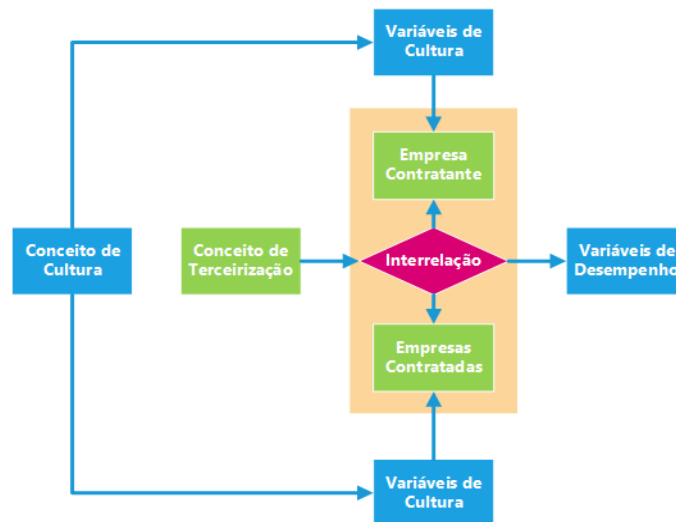 Variáveis de
Cultura
Empresa
Contratante
Conceito de
Cultura
Conceito de
Terceirização
Interrelação
Variáveis de
Desempenho
Empresas
Contratadas
Variáveis de
Cultura